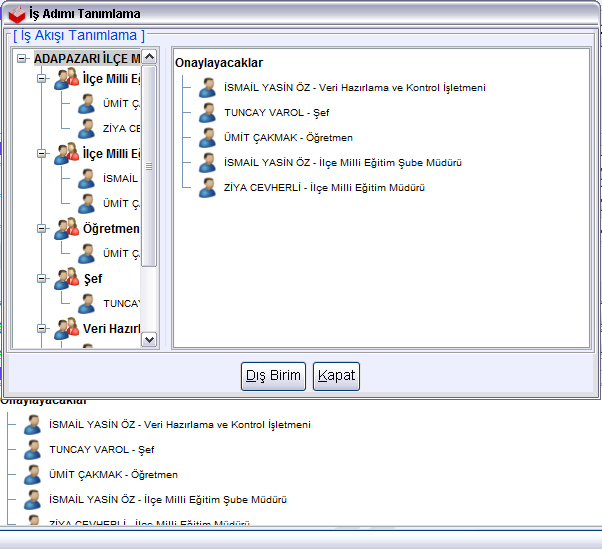 İş Adımı Tanımlama
[ İş Akışı Tanımlama ]
ADAPAZARI İLÇE M
İlçe Milli Eğ
ÜMİT Ç
ZİYA CE
İlçe Milli Eğ
İSMAİL
ÜMİT Ç
Öğretmen
ÜMİT Ç
Şef
TUNCAY
Veri Hazırl
Onaylayacaklar
İSMAİL YASİN ÖZ - Veri Hazırlama ve Kontrol İşletmeni
TUNCAY VAROL - Şef
ÜMİT ÇAKMAK - Öğretmen
İSMAİL YASİN ÖZ - İlçe Milli Eğitim Şube Müdürü
ZİYA CEVHERLİ - İlçe Milli Eğitim Müdürü
Dış Birim
Kapat
Onaylayacaklar
İSMAİL YASİN ÖZ - Veri Hazırlama ve Kontrol İşletmeni
TUNCAY VAROL - Şef
ÜMİT ÇAKMAK - Öğretmen
İSMAİL YASİN ÖZ - İlçe Milli Eğitim Şube Müdürü
ZİYA CEVHERLİ - İlçe Milli Eğitim Müdürü